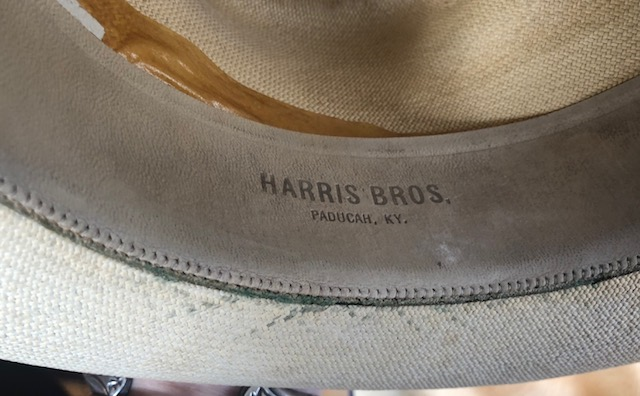 HARRIS BROS.
PADUCAH, KY.